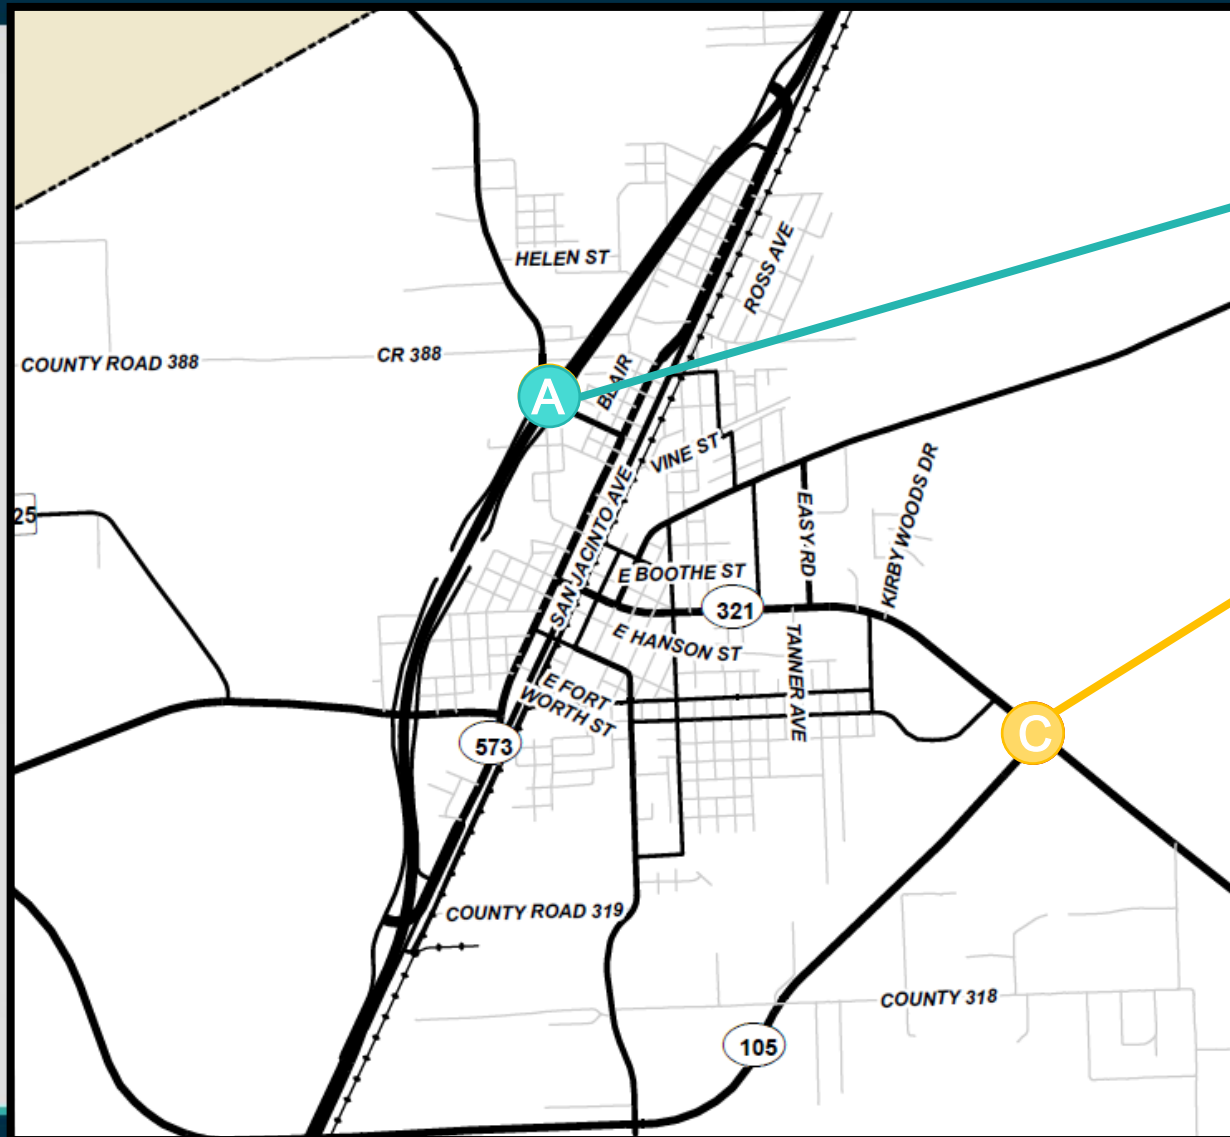 HELEN ST
ROSS AVE
COUNTY ROAD 388
CR 388
A
BLAIR
VINE ST
SAN JACINTO AVE
25
EASY RD
KIRBY WOODS DR
E BOOTHE ST
321
E HANSON ST
TANNER AVE
E FORT
WORTH ST
573
C
COUNTY ROAD 319
COUNTY 318
105